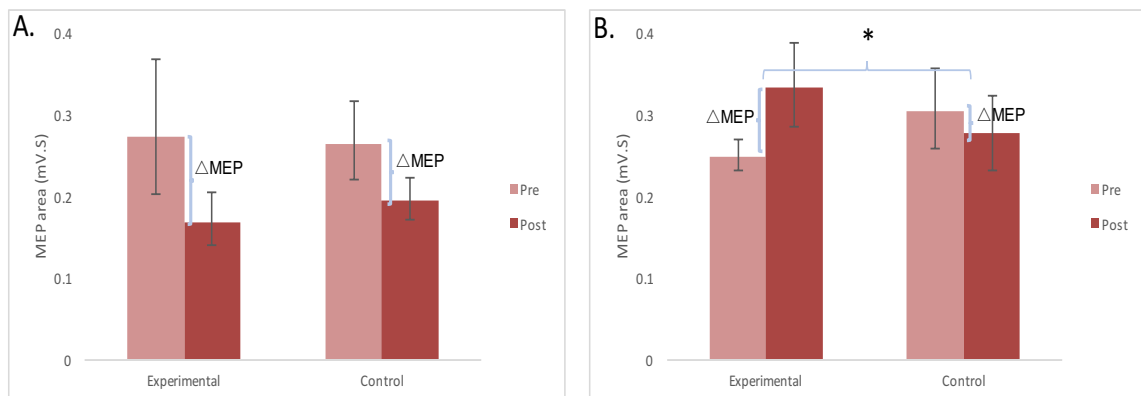 A.
0.4
0.3
0.2
0.1
0
MEP area (mV.S)
△MEP
△MEP
Experimental
Control
Pre
Post
B.
0.4
0.3
0.2
0.1
0
MEP area (mV.S)
*
△MEP
△MEP
Experimental
Control
Pre
Post